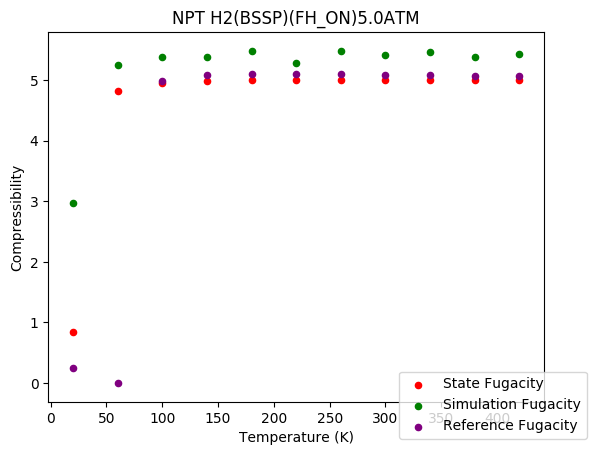 NPT H2(BSSP)(FH_ON)5.0ATM
Compressibility
5
4
3
2
1
0
0 50 100 150 200 250 300 350 400
Temperature (K)
State Fugacity
Simulation Fugacity
Reference Fugacity